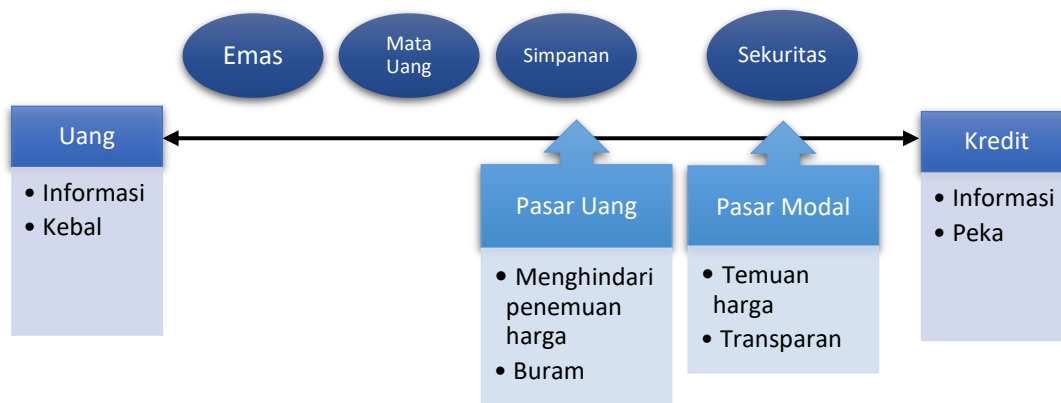 Emas
Mata
Uang
Simpanan
Sekuritas
Uang
• Informasi
• Kebal
Pasar Uang
• Menghindari
penemuan
harga
• Buram
Pasar Modal
• Temuan
harga
• Transparan
Kredit
• Informasi
• Peka